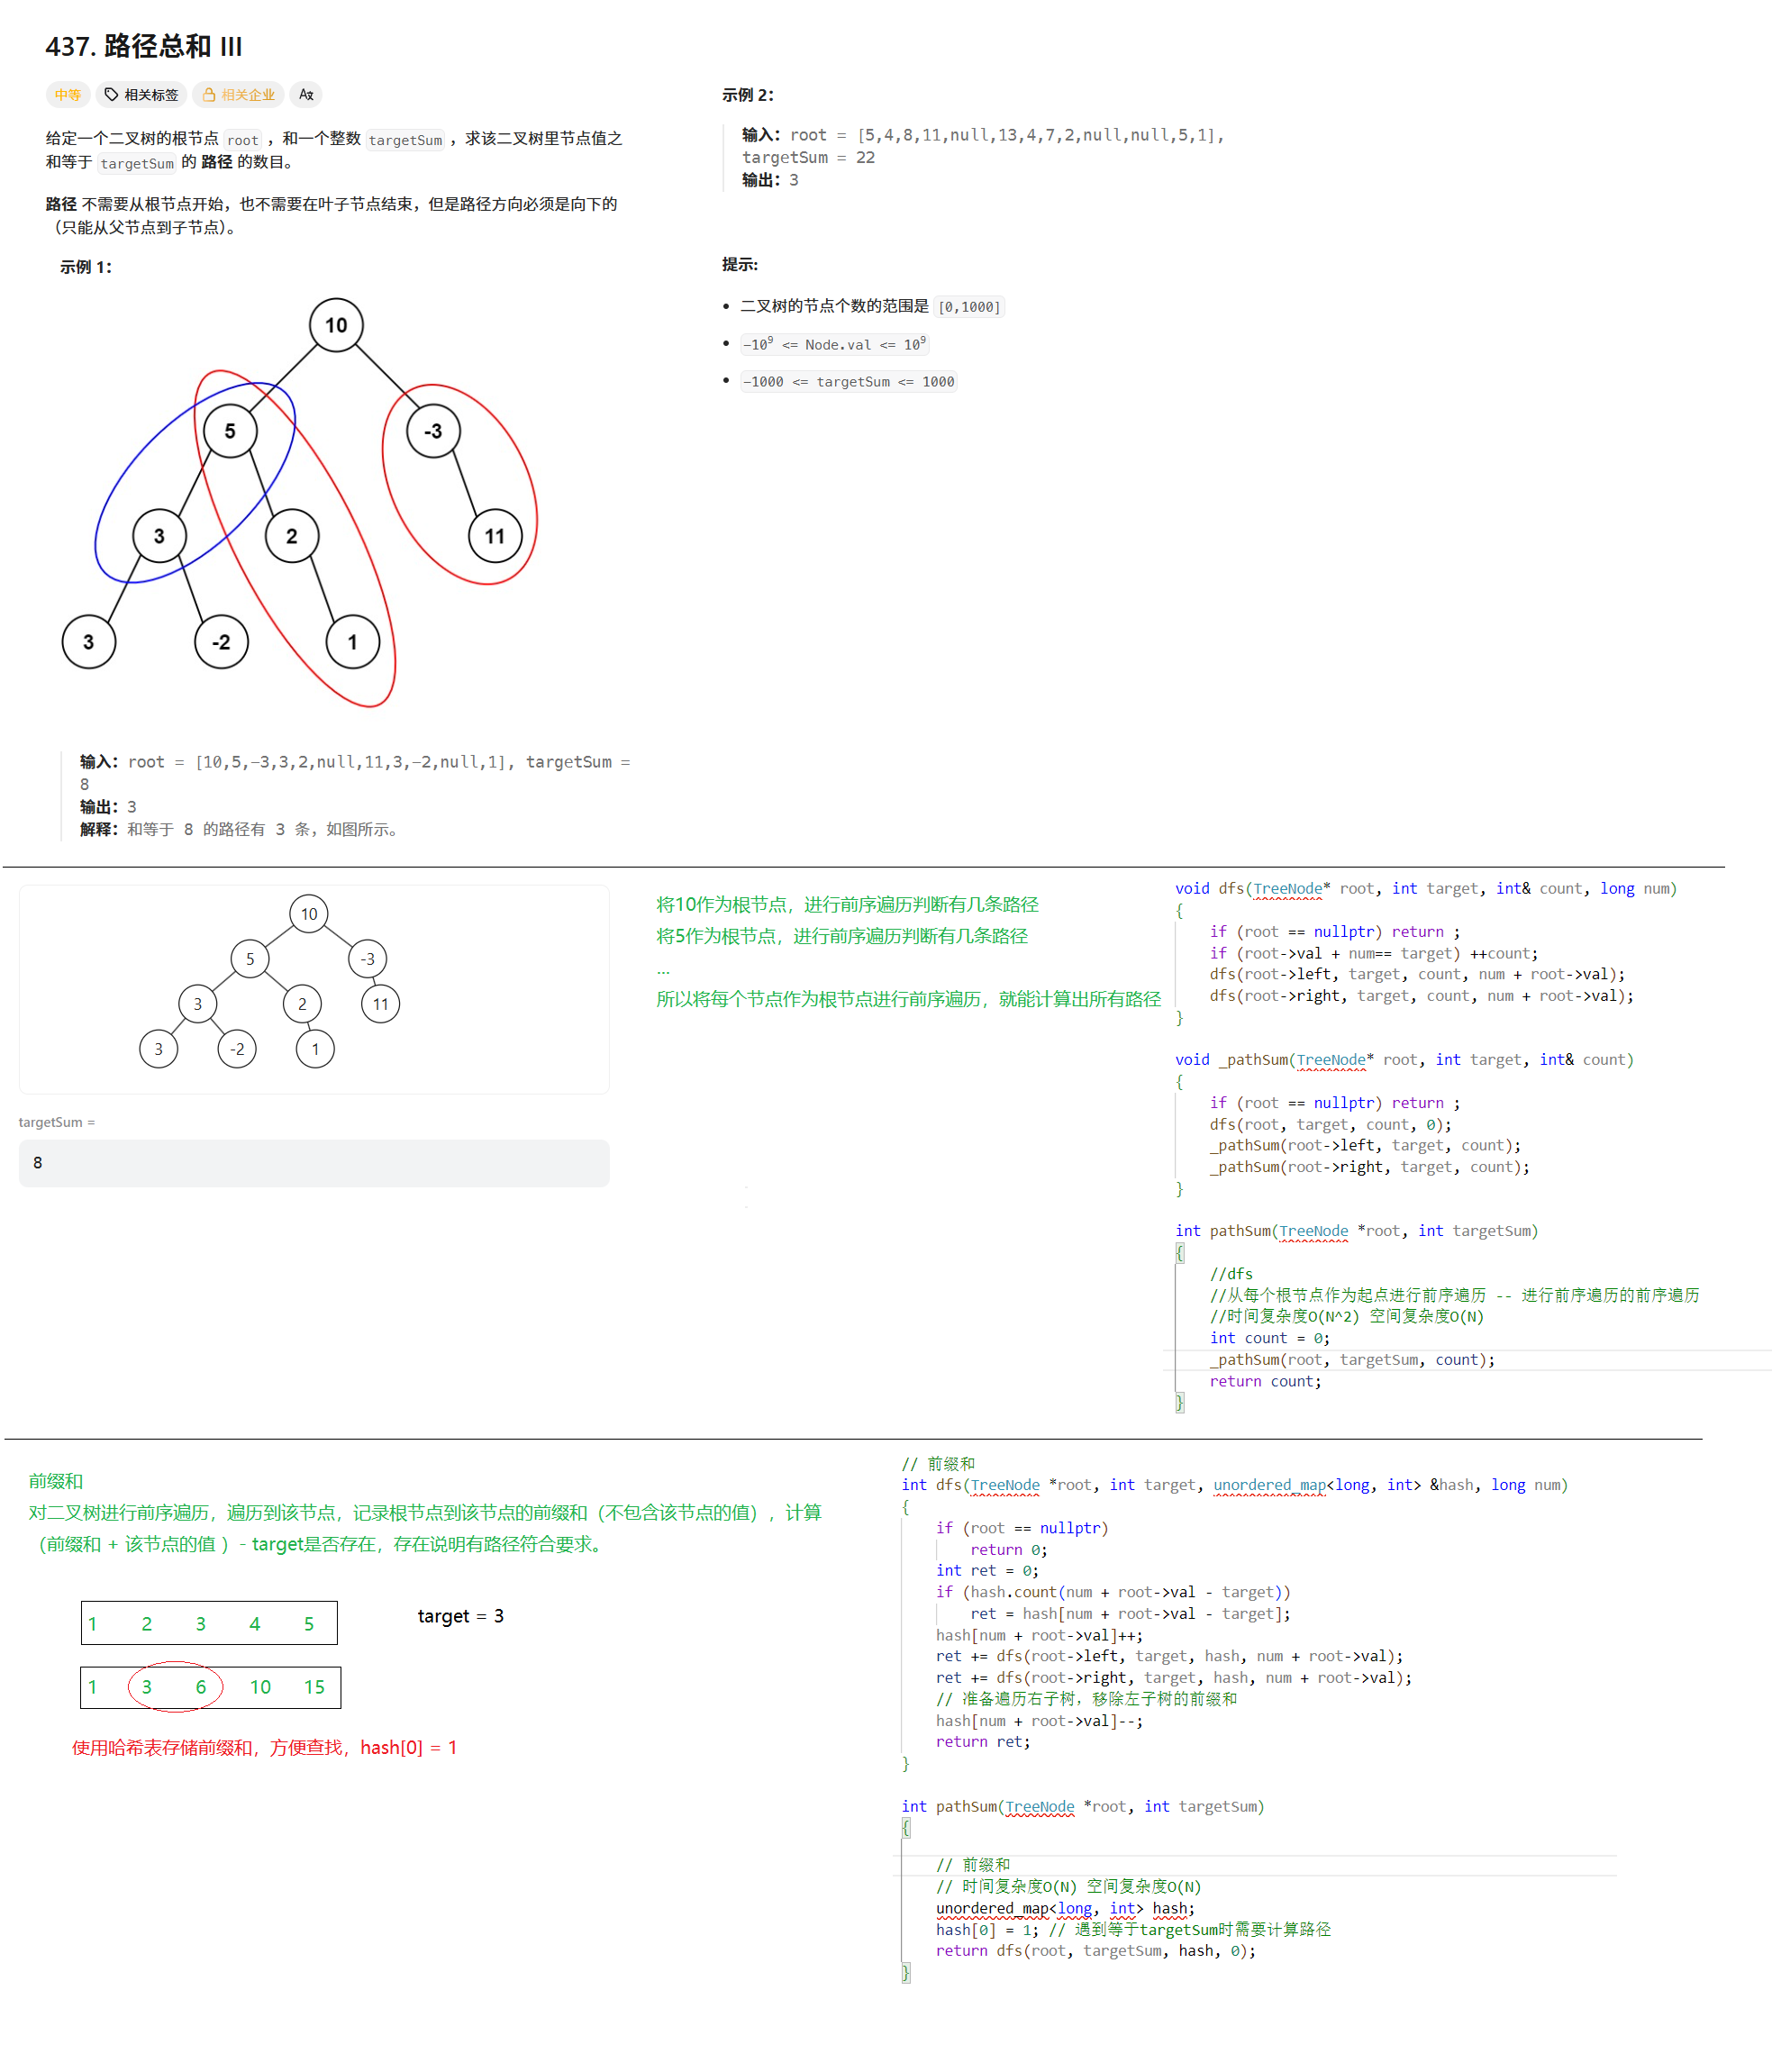 437. 路径总和 III
中等 相关标签 相关企业 A文
给定一个二叉树的根节点 root ，和一个整数 targetSum ，求该二叉树里节点值之
和等于 targetSum 的 路径 的数目。
路径 不需要从根节点开始，也不需要在叶子节点结束，但是路径方向必须是向下的
（只能从父节点到子节点）。
示例 1：
10
5 -3
3 2 11
3 -2 1
输入：root = [10,5,-3,3,2,null,11,3,-2,null,1], targetSum =
8
输出：3
解释：和等于 8 的路径有 3 条，如图所示。
示例 2：
输入：root = [5,4,8,11,null,13,4,7,2,null,null,5,1],
targetSum = 22
输出：3
提示:
• 二叉树的节点个数的范围是 [0,1000]
• -10⁹ <= Node.val <= 10⁹
• -1000 <= targetSum <= 1000
10
5 -3
3 2 11
3 -2 1
targetSum =
8
将10作为根节点，进行前序遍历判断有几条路径
将5作为根节点，进行前序遍历判断有几条路径
...
所以将每个节点作为根节点进行前序遍历，就能计算出所有路径
void dfs(TreeNode* root, int target, int& count, long num)
{
if (root == nullptr) return ;
if (root->val + num== target) ++count;
dfs(root->left, target, count, num + root->val);
dfs(root->right, target, count, num + root->val);
}
void _pathSum(TreeNode* root, int target, int& count)
{
if (root == nullptr) return ;
dfs(root, target, count, 0);
_pathSum(root->left, target, count);
_pathSum(root->right, target, count);
}
int pathSum(TreeNode *root, int targetSum)
{
//dfs
//从每个根节点作为起点进行前序遍历 -- 进行前序遍历的前序遍历
//时间复杂度O(N^2) 空间复杂度O(N)
int count = 0;
_pathSum(root, targetSum, count);
return count;
}
前缀和
对二叉树进行前序遍历，遍历到该节点，记录根节点到该节点的前缀和（不包含该节点的值），计算
（前缀和 + 该节点的值 ）- target是否存在，存在说明有路径符合要求。
1 2 3 4 5
target = 3
1 3 6 10 15
使用哈希表存储前缀和，方便查找，hash[0] = 1
// 前缀和
int dfs(TreeNode *root, int target, unordered_map<long, int> &hash, long num)
{
if (root == nullptr)
return 0;
int ret = 0;
if (hash.count(num + root->val - target))
ret = hash[num + root->val - target];
hash[num + root->val]++;
ret += dfs(root->left, target, hash, num + root->val);
ret += dfs(root->right, target, hash, num + root->val);
// 准备遍历右子树，移除左子树的前缀和
hash[num + root->val]--;
return ret;
}
int pathSum(TreeNode *root, int targetSum)
{
// 前缀和
// 时间复杂度O(N) 空间复杂度O(N)
unordered_map<long, int> hash;
hash[0] = 1; // 遇到等于targetSum时需要计算路径
return dfs(root, targetSum, hash, 0);
}